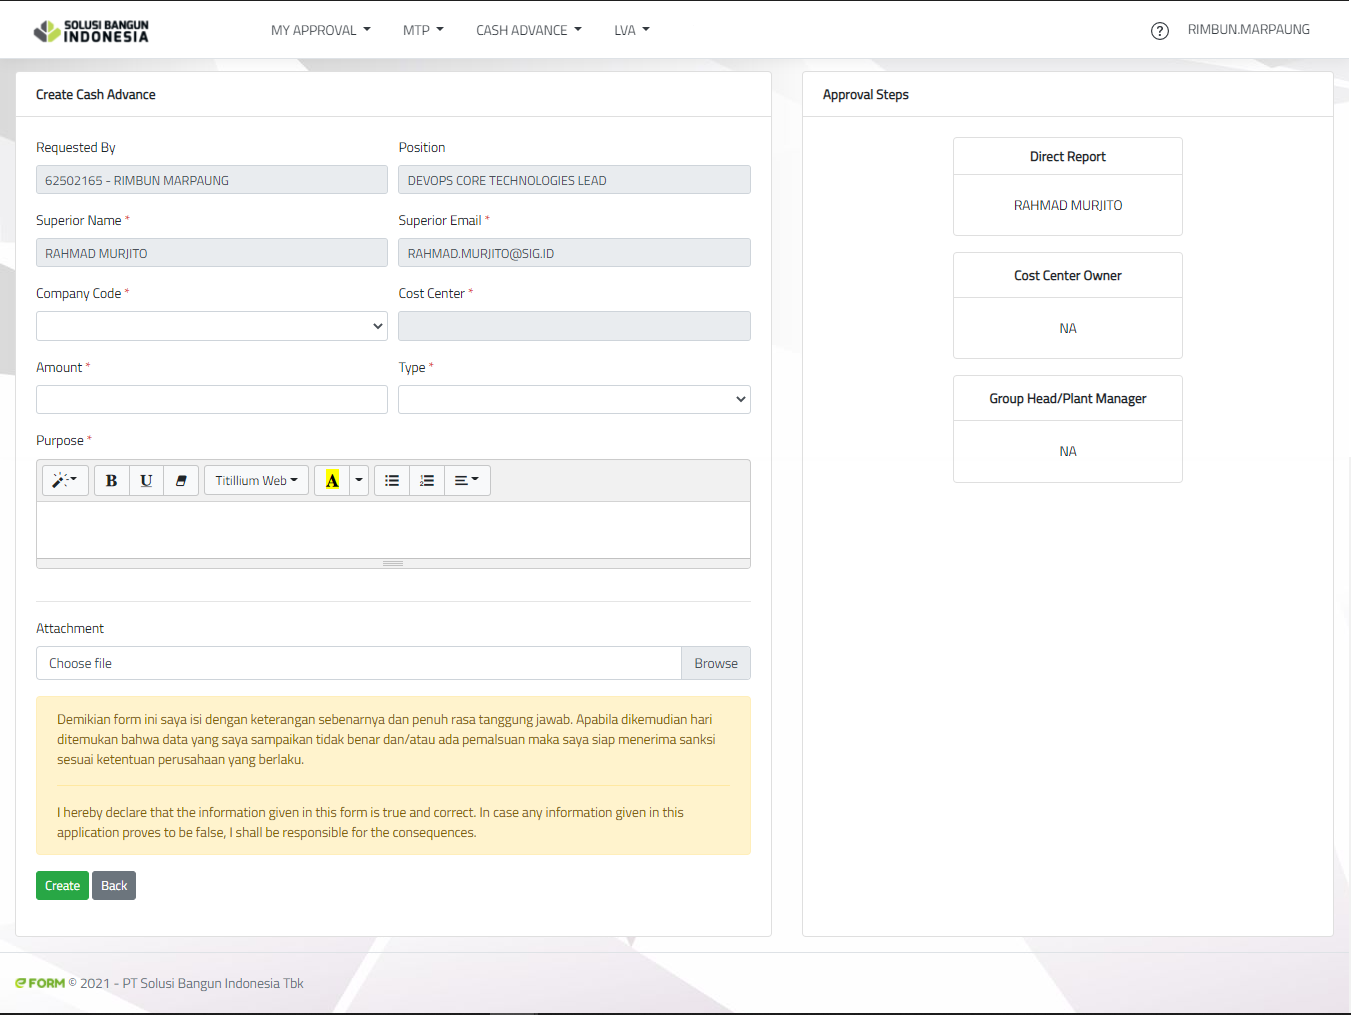 SOLUSI BANGUN
INDONESIA
MY APPROVAL
MTP
CASH ADVANCE
LVA
?
RIMBUN.MARPAUNG
Create Cash Advance
Requested By
Position
62502165 - RIMBUN MARPAUNG
DEVOPS CORE TECHNOLOGIES LEAD
Superior Name *
Superior Email *
RAHMAD MURJITO
RAHMAD.MURJITO@SIG.ID
Company Code *
Cost Center *
Amount *
Type *
Purpose *
B
U
Titillium Web
A
Attachment
Choose file
Browse
Demikian form ini saya isi dengan keterangan sebenarnya dan penuh rasa tanggung jawab. Apabila dikemudian hari
ditemukan bahwa data yang saya sampaikan tidak benar dan/atau ada pemalsuan maka saya siap menerima sanksi
sesuai ketentuan perusahaan yang berlaku.
I hereby declare that the information given in this form is true and correct. In case any information given in this
application proves to be false, I shall be responsible for the consequences.
Create
Back
Approval Steps
Direct Report
RAHMAD MURJITO
Cost Center Owner
NA
Group Head/Plant Manager
NA
e FORM © 2021 - PT Solusi Bangun Indonesia Tbk